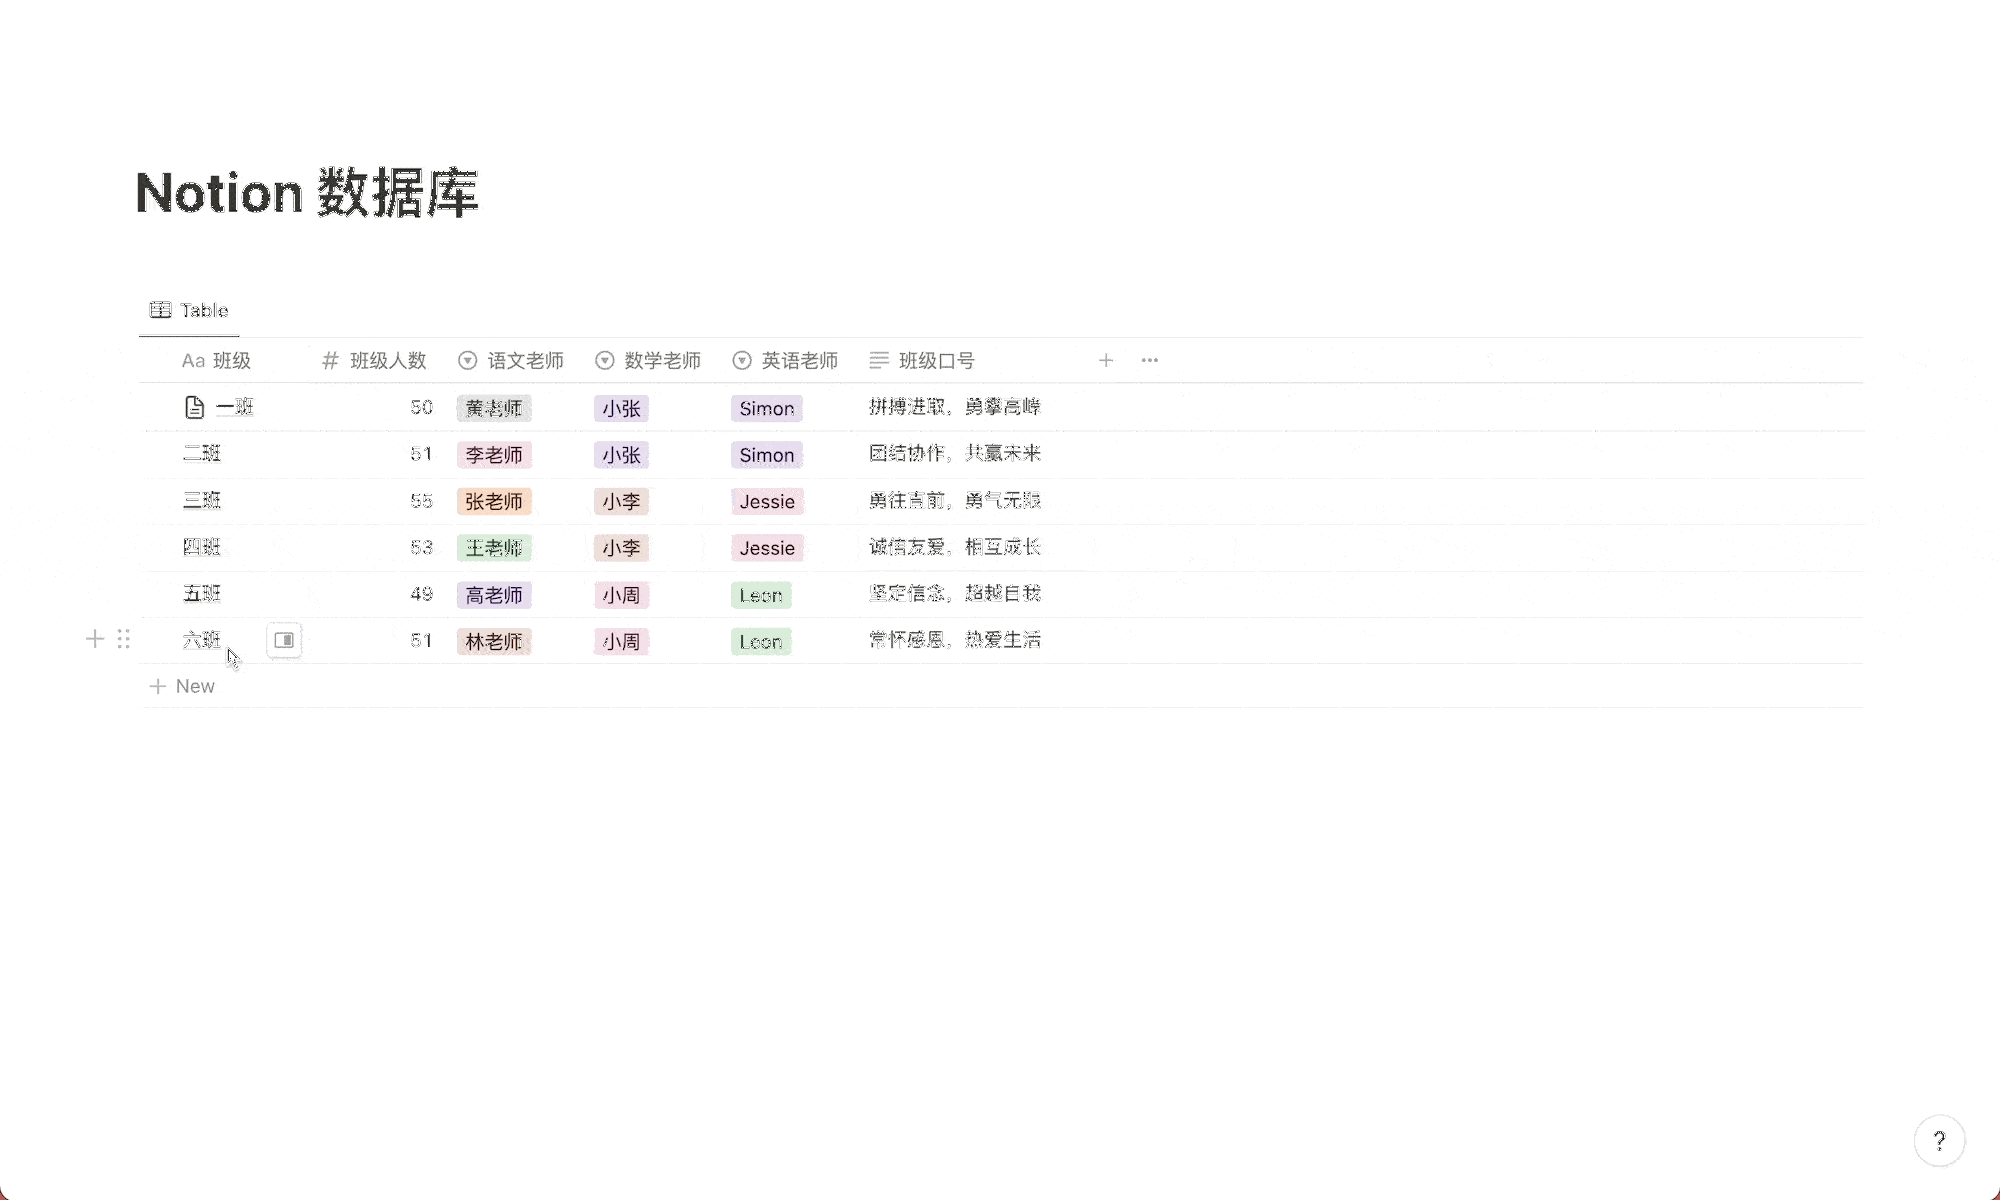 Notion 数据库
Table
Aa 班级 # 班级人数 语文老师 数学老师 英语老师 班级口号
一班 50 黄老师 小张 Simon 拼搏进取，勇攀高峰
二班 51 李老师 小张 Simon 团结协作，共赢未来
三班 55 张老师 小李 Jessie 勇往直前，勇气无限
四班 53 王老师 小李 Jessie 诚信友爱，相互成长
五班 49 高老师 小周 Leon 坚定信念，超越自我
六班 51 林老师 小周 Leon 常怀感恩，热爱生活
+ New
?